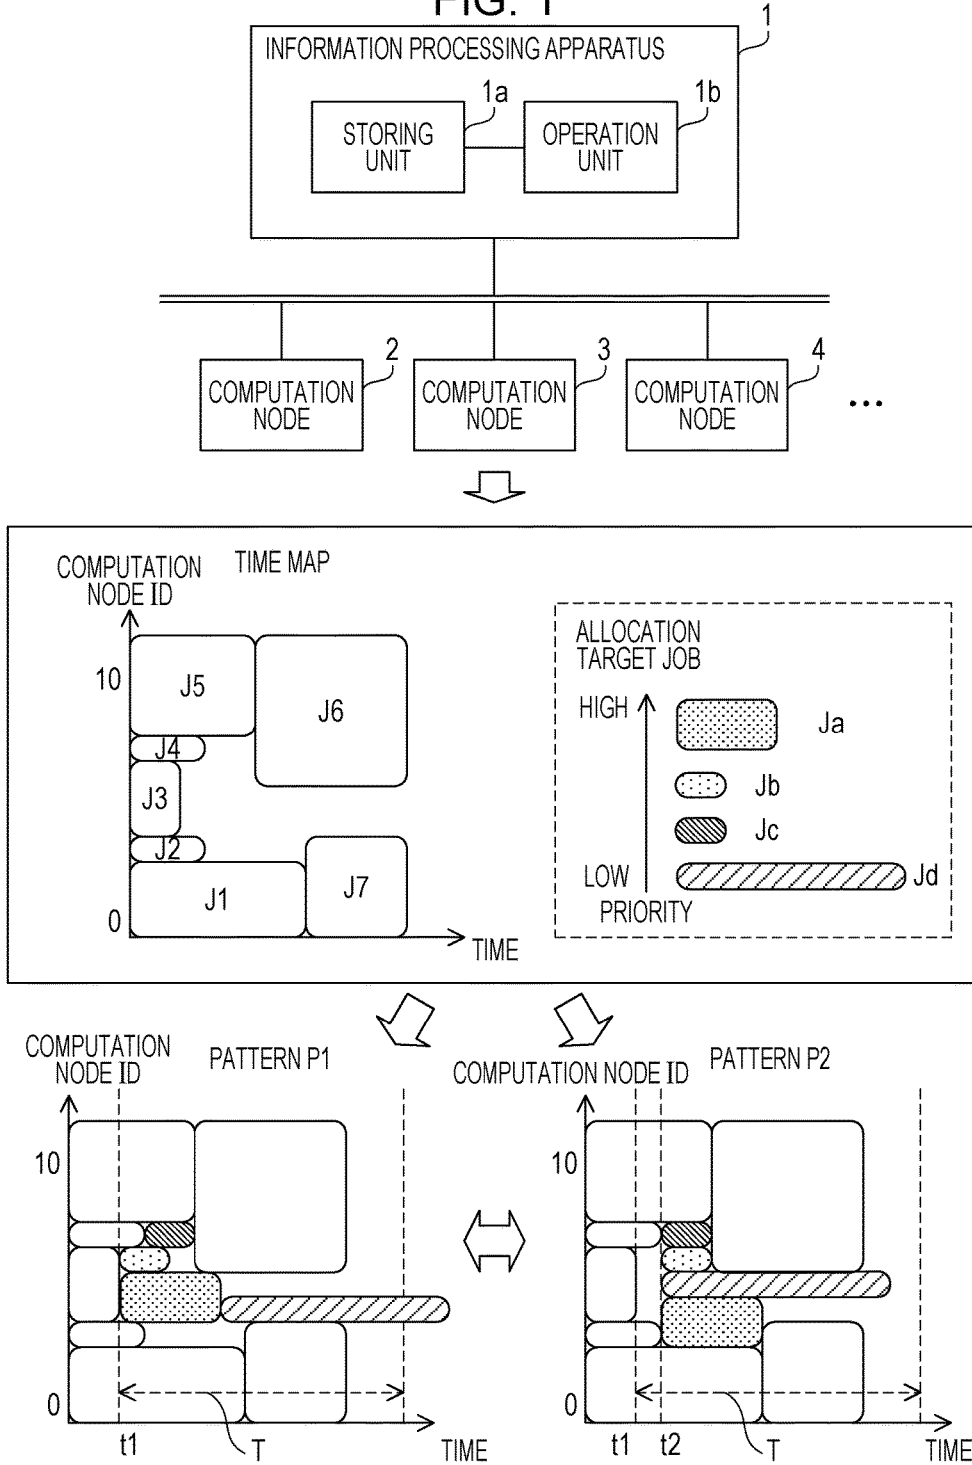 FIG. 1
1
INFORMATION PROCESSING APPARATUS
1a
1b
STORING
UNIT
OPERATION
UNIT
2
3
4
COMPUTATION
NODE
COMPUTATION
NODE
COMPUTATION
NODE
...
COMPUTATION
NODE ID
TIME MAP
10
J5
J6
J4
J3
J2
J1
J7
0
TIME
ALLOCATION
TARGET JOB
HIGH
Ja
Jb
Jc
LOW
Jd
PRIORITY
COMPUTATION
NODE ID
PATTERN P1
10
0
t1
T
TIME
COMPUTATION NODE ID
PATTERN P2
10
0
t1
t2
T
TIME